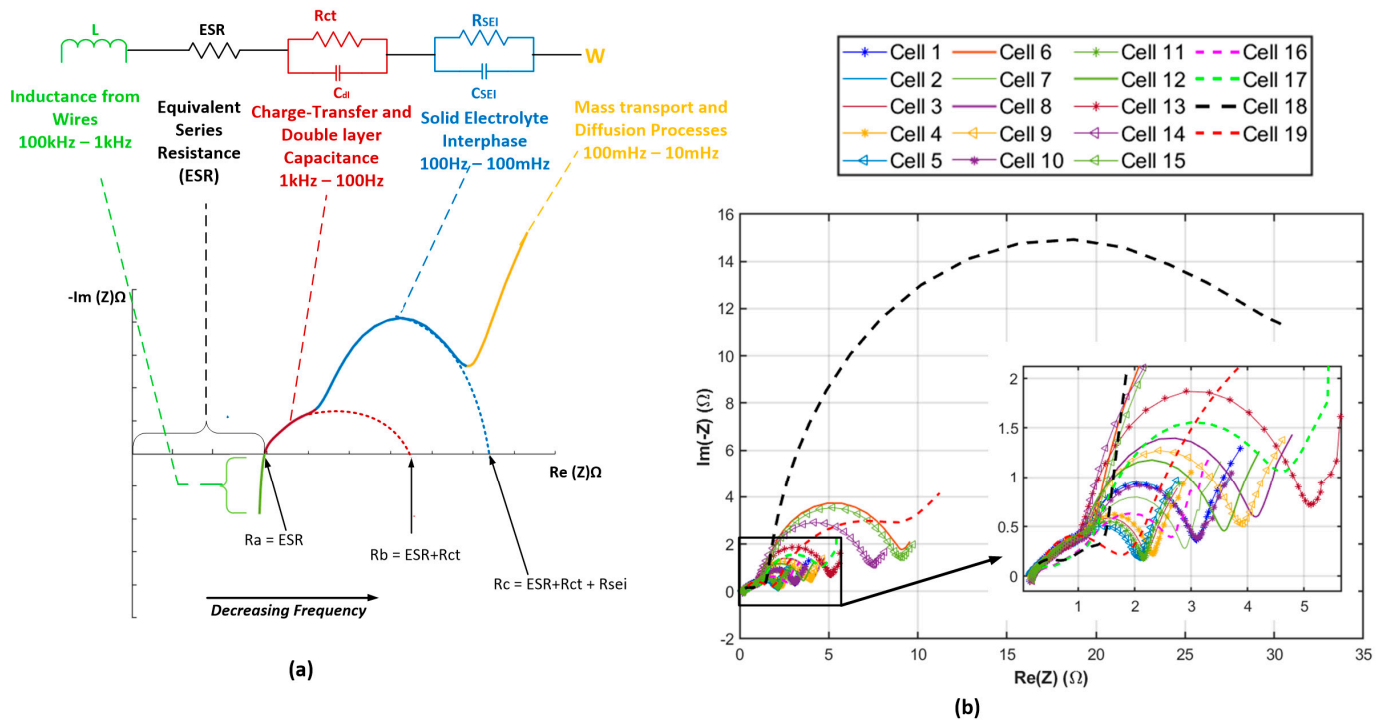 L
ESR
Rct
Cdl
RSEI
CSEI
W
Inductance from
Wires
100kHz – 1kHz
Equivalent
Series
Resistance
(ESR)
Charge-Transfer and
Double layer
Capacitance
1kHz – 100Hz
Solid Electrolyte
Interphase
100Hz – 100mHz
Mass transport and
Diffusion Processes
100mHz – 10mHz
-Im (Z)Ω
Re (Z)Ω
Ra = ESR
Rb = ESR+Rct
Rc = ESR+Rct + Rsei
Decreasing Frequency
(a)
Cell 1 Cell 6 Cell 11 Cell 16
Cell 2 Cell 7 Cell 12 Cell 17
Cell 3 Cell 8 Cell 13 Cell 18
Cell 4 Cell 9 Cell 14 Cell 19
Cell 5 Cell 10 Cell 15
16
14
12
10
8
6
4
2
0
-2
Im(-Z) (Ω)
0 5 10 15 20 25 30 35
Re(Z) (Ω)
2
1.5
1
0.5
0
1 2 3 4 5
(b)